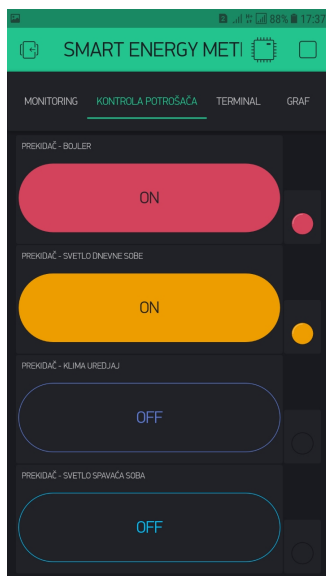 88% 17:37
SMART ENERGY METI
MONITORING KONTROLA POTROŠAČA TERMINAL GRAF
PREKIDAČ - BOJLER
ON
PREKIDAČ - SVETLO DNEVNE SOBE
ON
PREKIDAČ - KLIMA UREDJAJ
OFF
PREKIDAČ - SVETLO SPAVAĆA SOBA
OFF